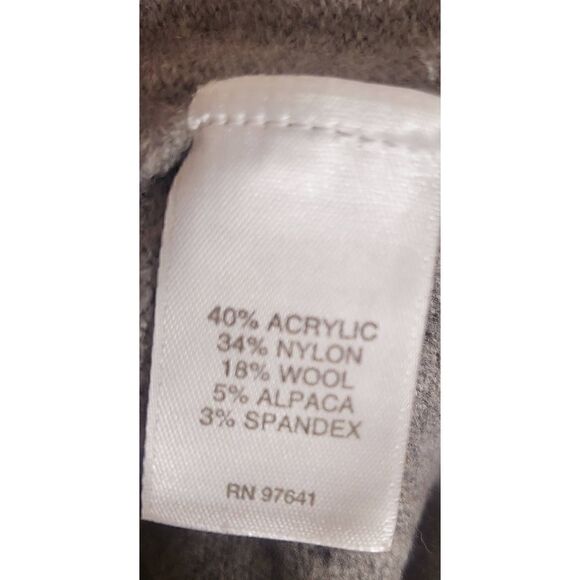 40% ACRYLIC
34% NYLON
18% WOOL
5% ALPACA
3% SPANDEX
RN 97641